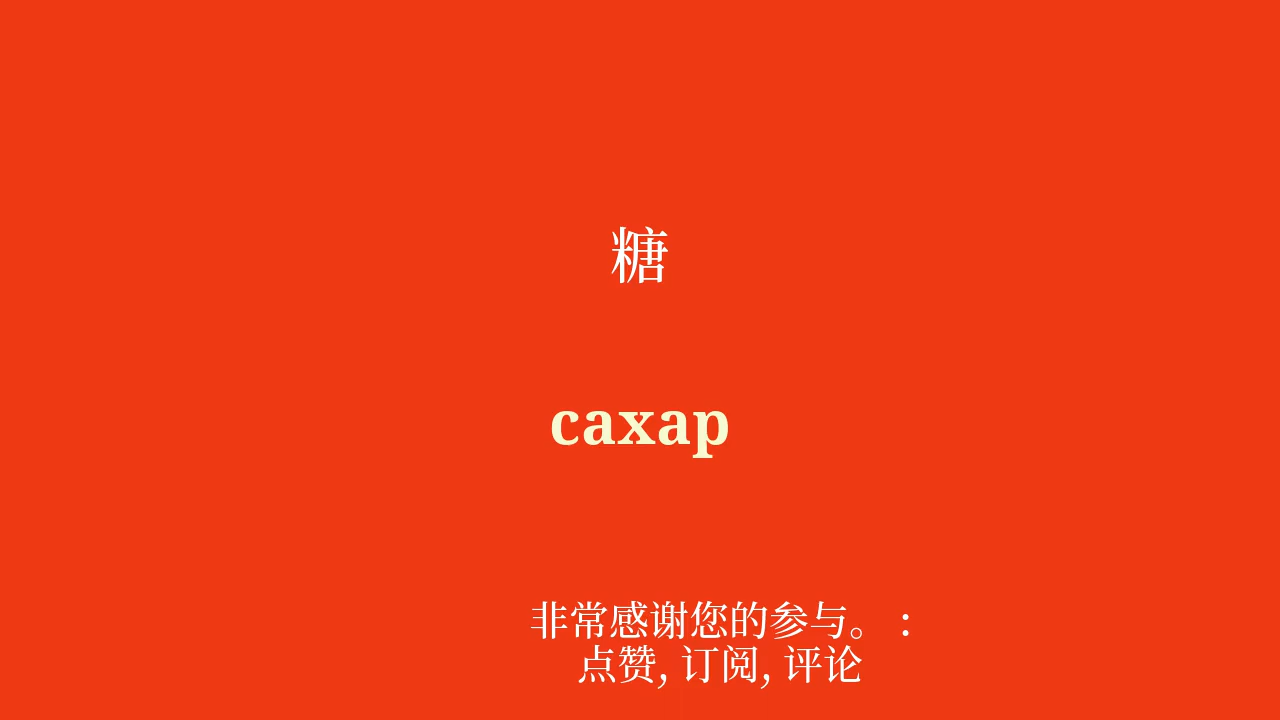 糖
сахар
非常感谢您的参与。 :
点赞, 订阅, 评论